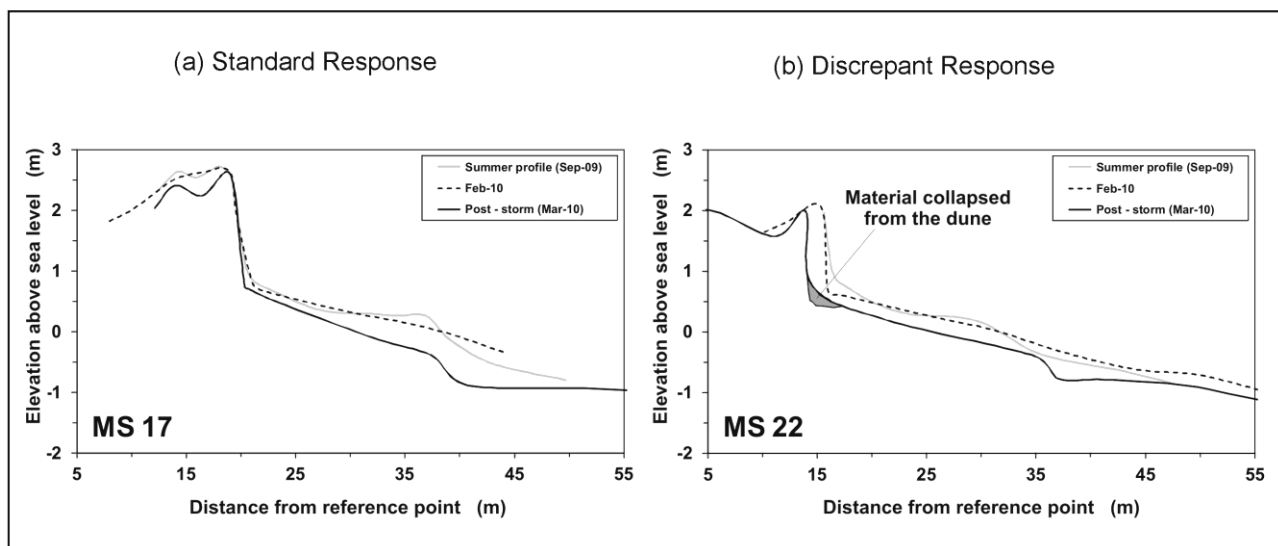 (a) Standard Response
(b) Discrepant Response
3
2
1
0
-1
-2
Elevation above sea level (m)
Summer profile (Sep-09)
Feb-10
Post - storm (Mar-10)
MS 17
5
15
25
35
45
55
Distance from reference point (m)
3
2
1
0
-1
-2
Elevation above sea level (m)
Summer profile (Sep-09)
Feb-10
Post - storm (Mar-10)
Material collapsed
from the dune
MS 22
5
15
25
35
45
55
Distance from reference point (m)